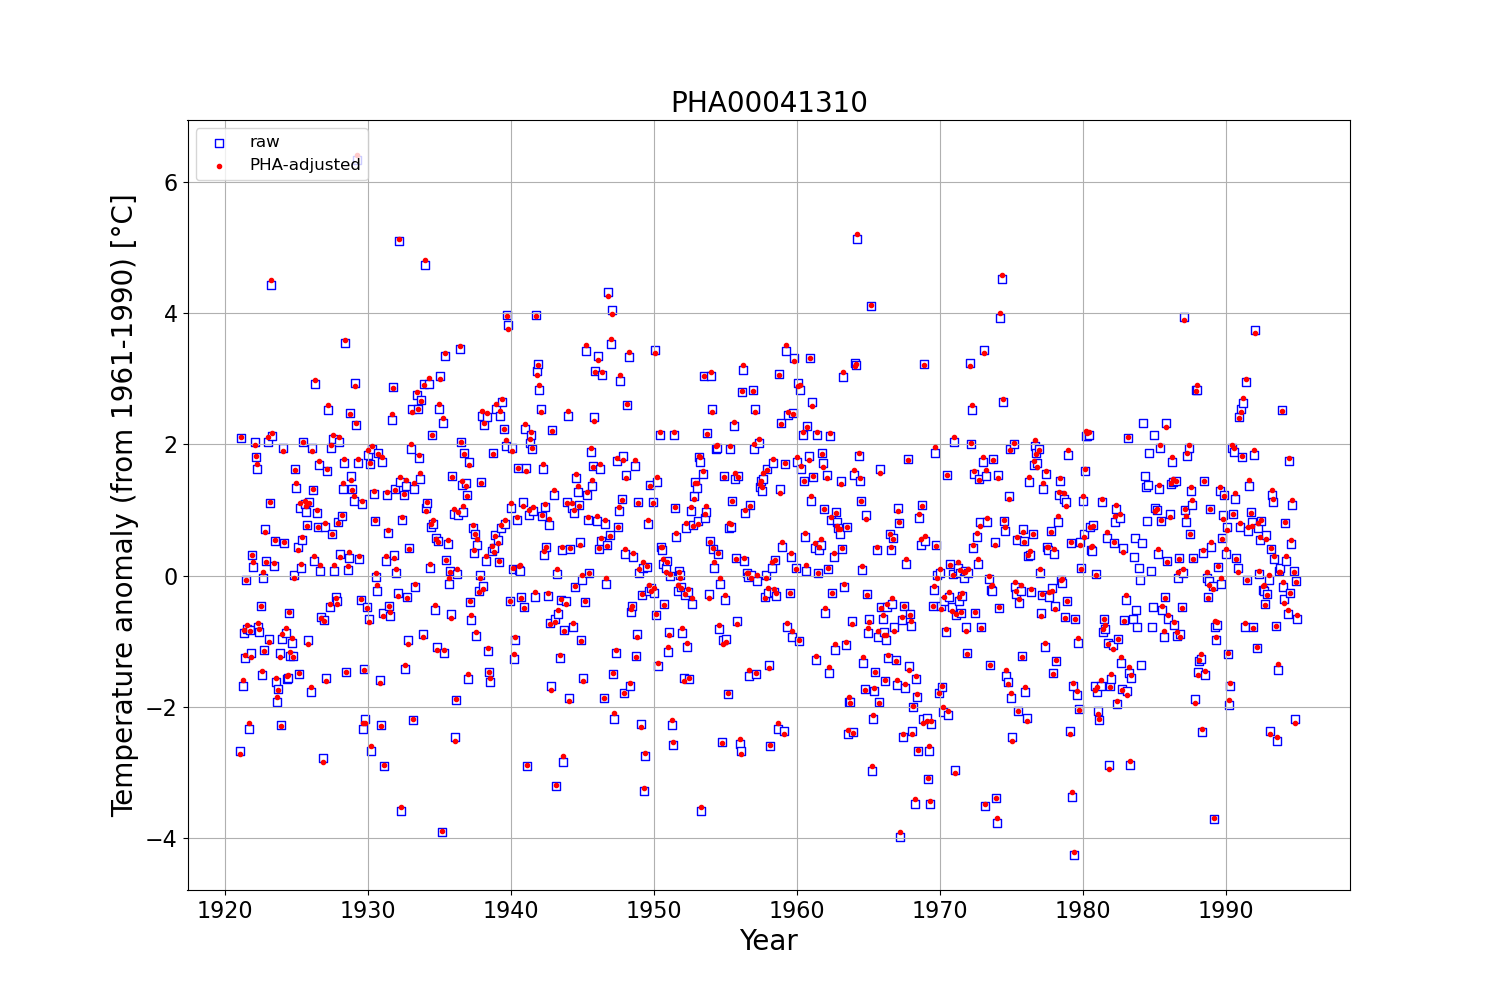 PHA00041310
raw
PHA-adjusted
Temperature anomaly (from 1961-1990) [°C]
6
4
2
0
−2
−4
1920 1930 1940 1950 1960 1970 1980 1990
Year